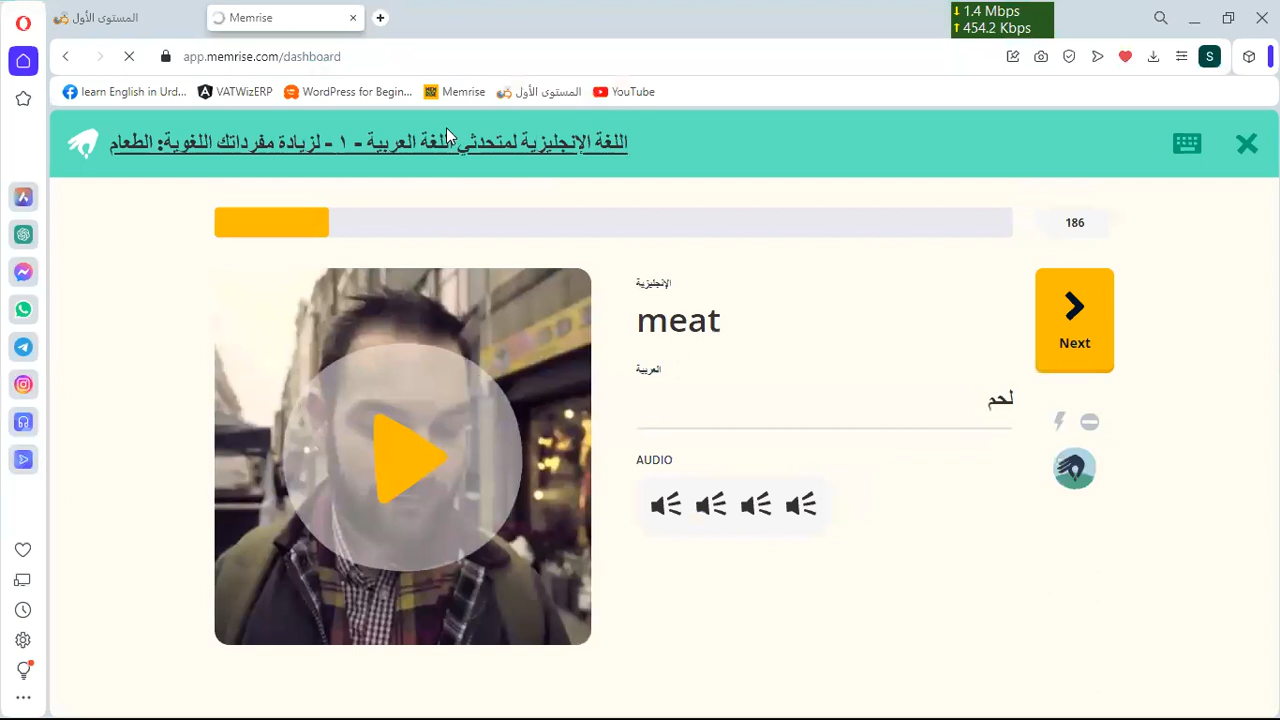 المستوى الأول
Memrise
1.4 Mbps
454.2 Kbps
app.memrise.com/dashboard
S
learn English in Urd...
VATWizERP
WordPress for Begin...
Memrise
المستوى الأول
YouTube
اللغة الإنجليزية لمتحدثي اللغة العربية - ١ - لزيادة مفرداتك اللغوية: الطعام
186
الإنجليزية
meat
العربية
لحم
Next
AUDIO